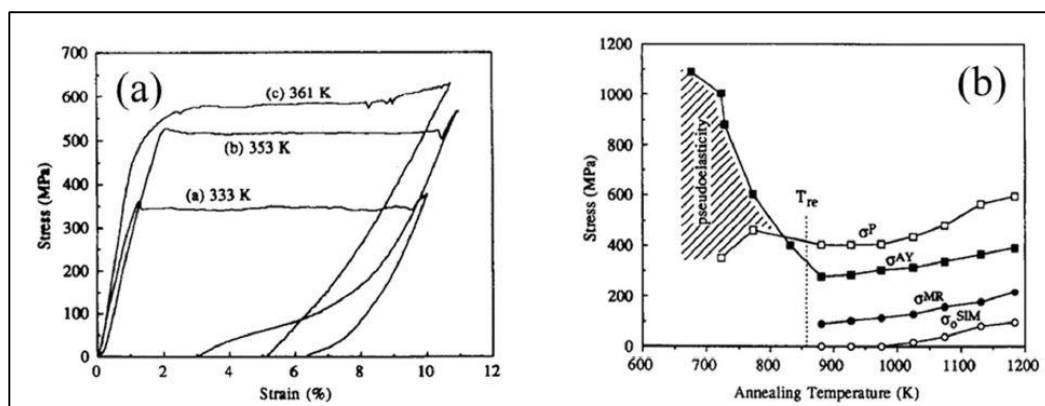 (a)
700
600
500
400
300
200
100
0
(c) 361 K
(b) 353 K
(a) 333 K
Stress (MPa)
0 2 4 6 8 10 12
Strain (%)
(b)
1200
1000
800
600
400
200
0
pseudoelasticity
T_re
σ^P
σ^AY
σ^MR
σ_o^SIM
Stress (MPa)
600 700 800 900 1000 1100 1200
Annealing Temperature (K)